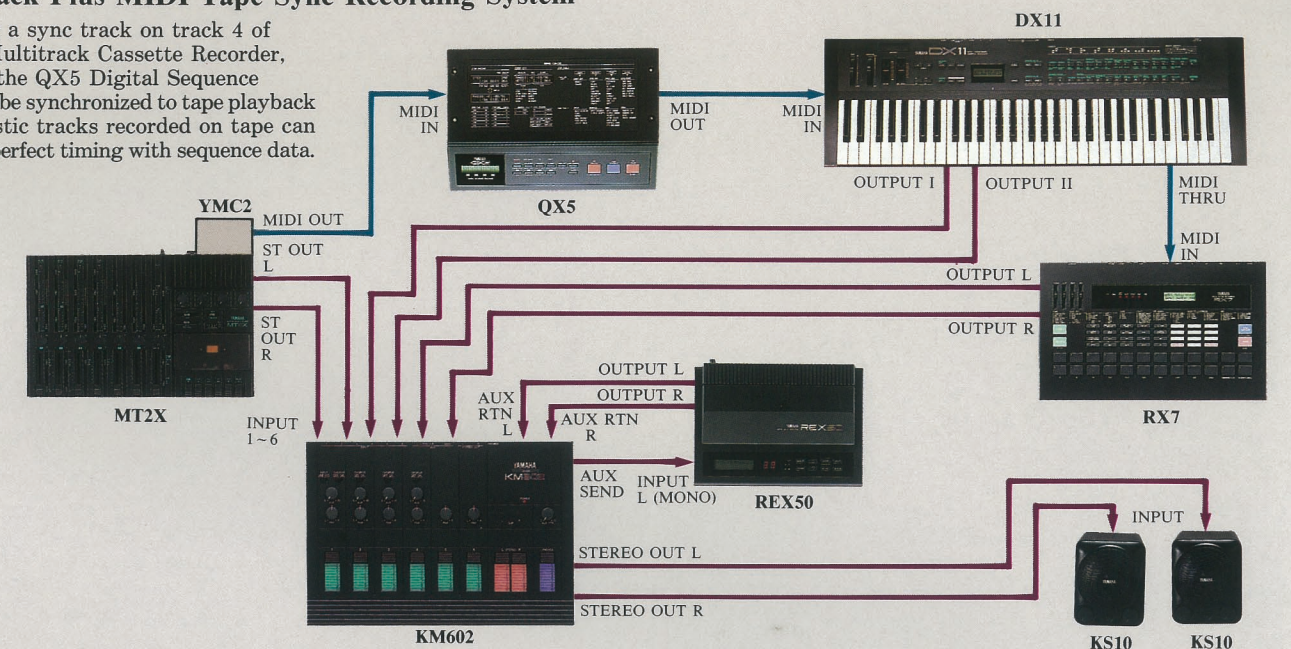 ack Plus MIDI Tape Sync Recording System
a sync track on track 4 of
Multitrack Cassette Recorder,
the QX5 Digital Sequence
be synchronized to tape playback
stic tracks recorded on tape can
perfect timing with sequence data.
DX11
MIDI
IN
MIDI
OUT
MIDI
IN
QX5
OUTPUT I
OUTPUT II
MIDI
THRU
MIDI
IN
YMC2
MIDI OUT
ST OUT
L
ST
OUT
R
MT2X
OUTPUT L
OUTPUT R
RX7
INPUT
1~6
AUX
RTN
L
OUTPUT L
OUTPUT R
AUX RTN
R
AUX
SEND
INPUT
L (MONO)
REX50
YAMAHA
KM602
STEREO OUT L
STEREO OUT R
KM602
INPUT
KS10
KS10